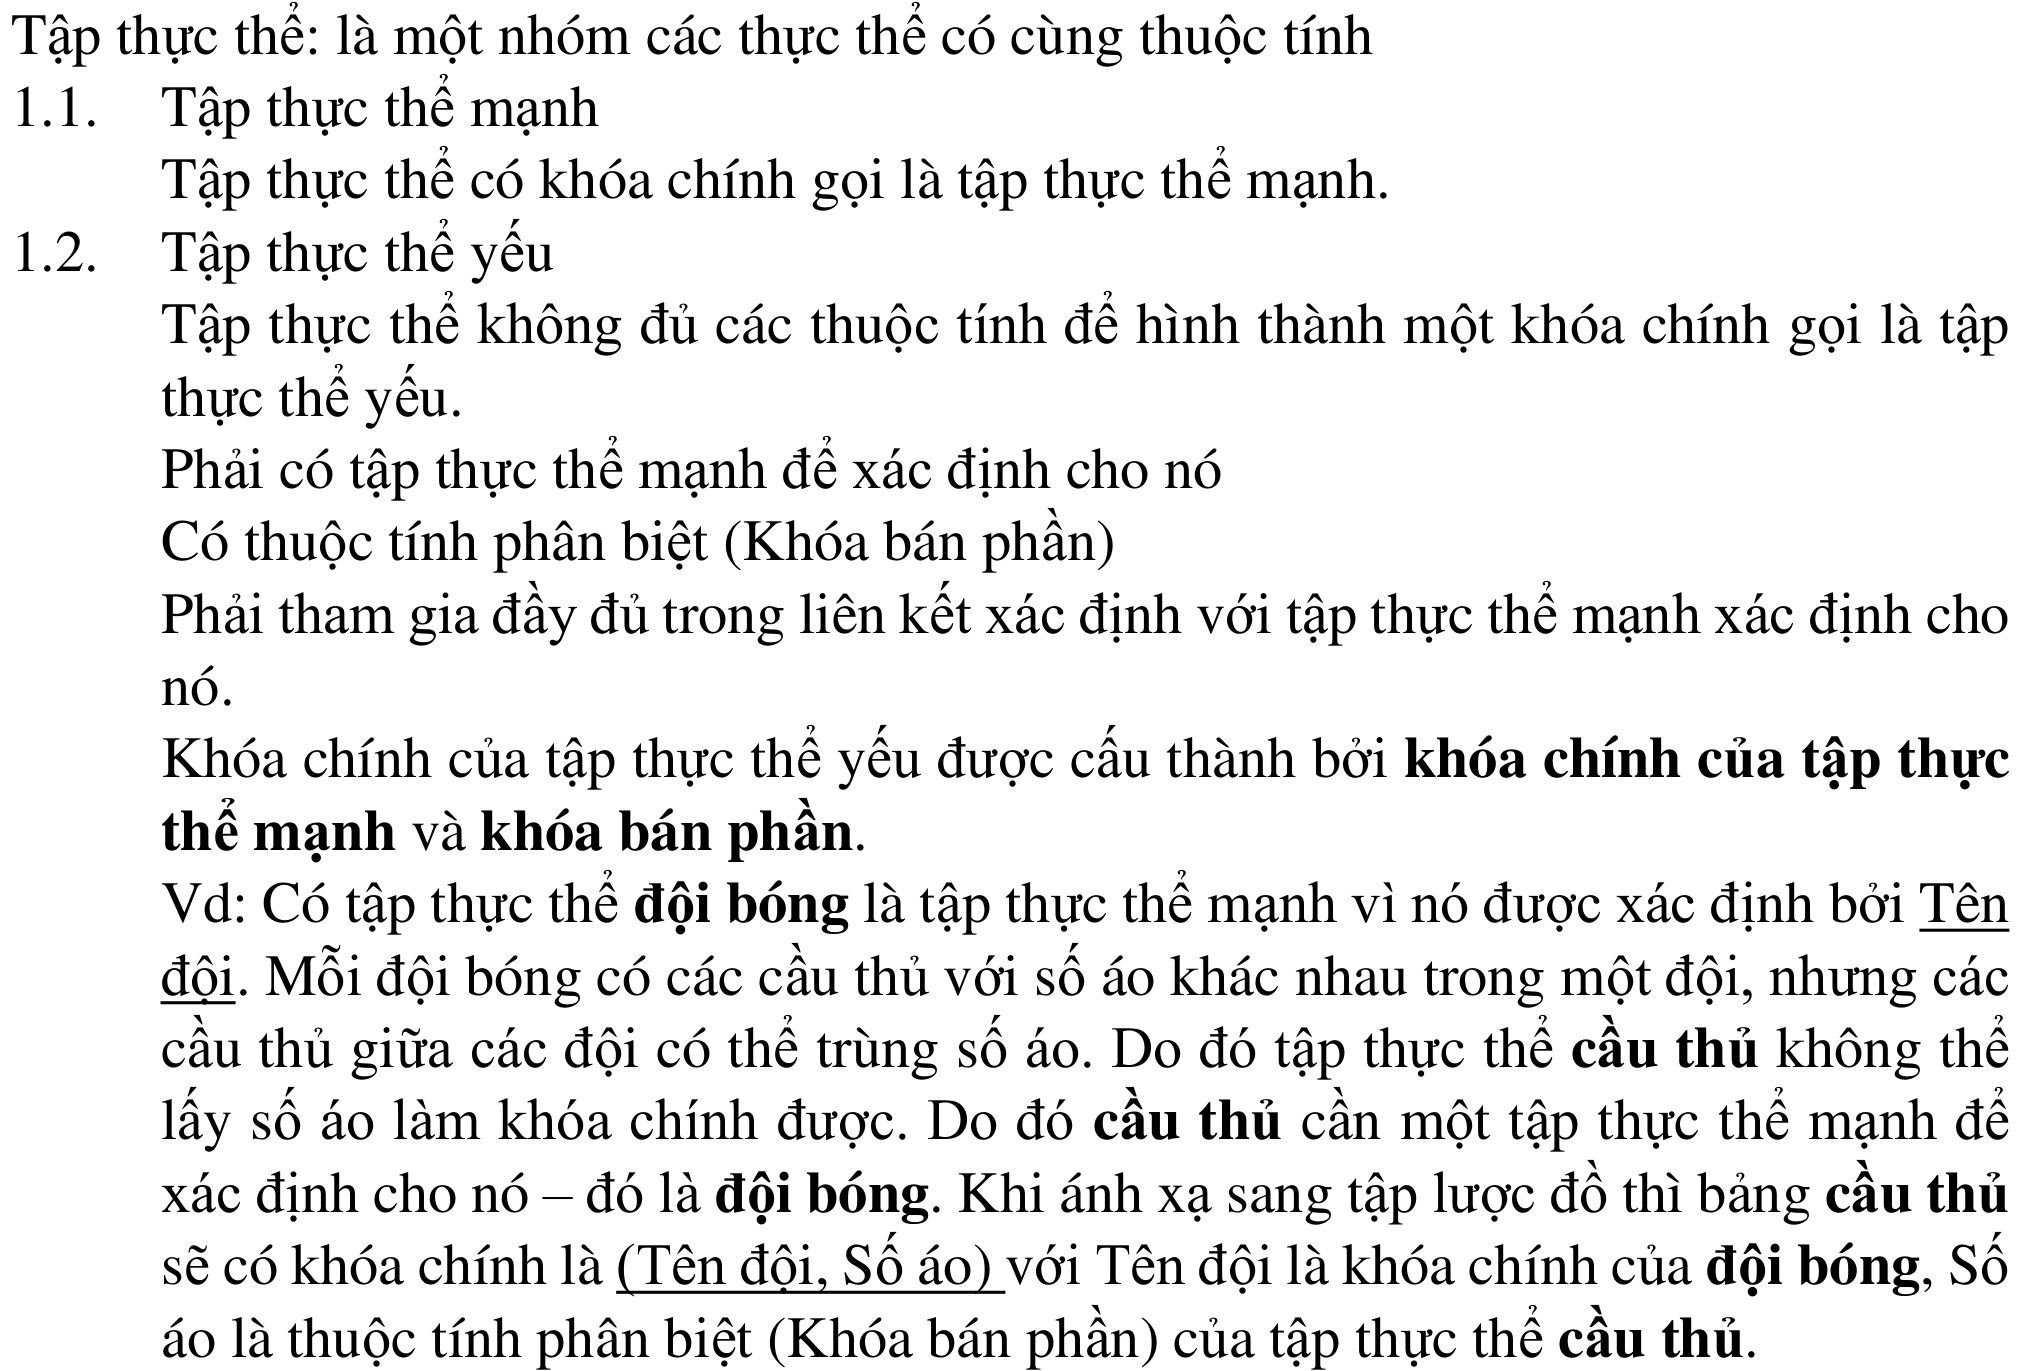 Tập thực thể: là một nhóm các thực thể có cùng thuộc tính
1.1. Tập thực thể mạnh
Tập thực thể có khóa chính gọi là tập thực thể mạnh.
1.2. Tập thực thể yếu
Tập thực thể không đủ các thuộc tính để hình thành một khóa chính gọi là tập
thực thể yếu.
Phải có tập thực thể mạnh để xác định cho nó
Có thuộc tính phân biệt (Khóa bán phần)
Phải tham gia đầy đủ trong liên kết xác định với tập thực thể mạnh xác định cho
nó.
Khóa chính của tập thực thể yếu được cấu thành bởi khóa chính của tập thực
thể mạnh và khóa bán phần.
Vd: Có tập thực thể đội bóng là tập thực thể mạnh vì nó được xác định bởi Tên
đội. Mỗi đội bóng có các cầu thủ với số áo khác nhau trong một đội, nhưng các
cầu thủ giữa các đội có thể trùng số áo. Do đó tập thực thể cầu thủ không thể
lấy số áo làm khóa chính được. Do đó cầu thủ cần một tập thực thể mạnh để
xác định cho nó – đó là đội bóng. Khi ánh xạ sang tập lược đồ thì bảng cầu thủ
sẽ có khóa chính là (Tên đội, Số áo) với Tên đội là khóa chính của đội bóng, Số
áo là thuộc tính phân biệt (Khóa bán phần) của tập thực thể cầu thủ.